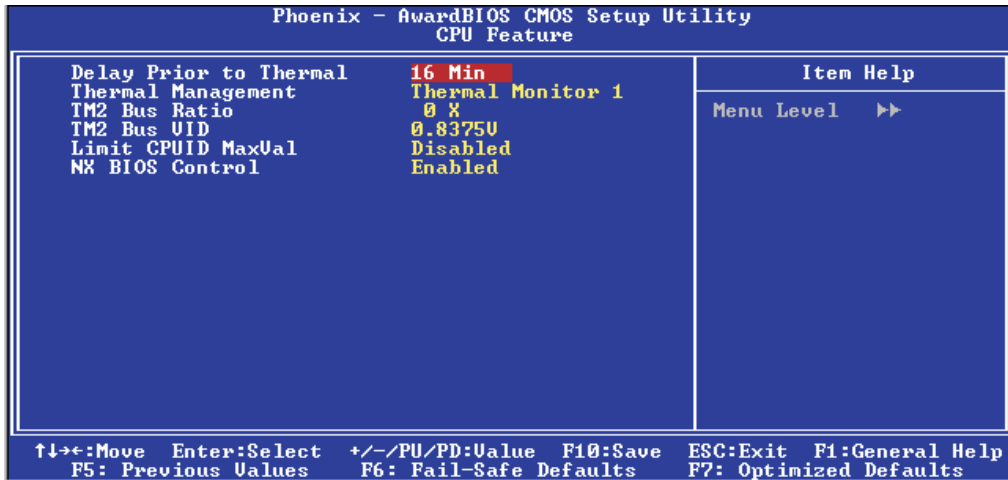 Phoenix - AwardBIOS CMOS Setup Utility
CPU Feature
Delay Prior to Thermal 16 Min
Thermal Management Thermal Monitor 1
TM2 Bus Ratio 0 X
TM2 Bus VID 0.8375V
Limit CPUID MaxVal Disabled
NX BIOS Control Enabled
Item Help
Menu Level ▶▶
↑↓→←:Move Enter:Select +/-/PU/PD:Value F10:Save ESC:Exit F1:General Help
F5: Previous Values F6: Fail-Safe Defaults F7: Optimized Defaults